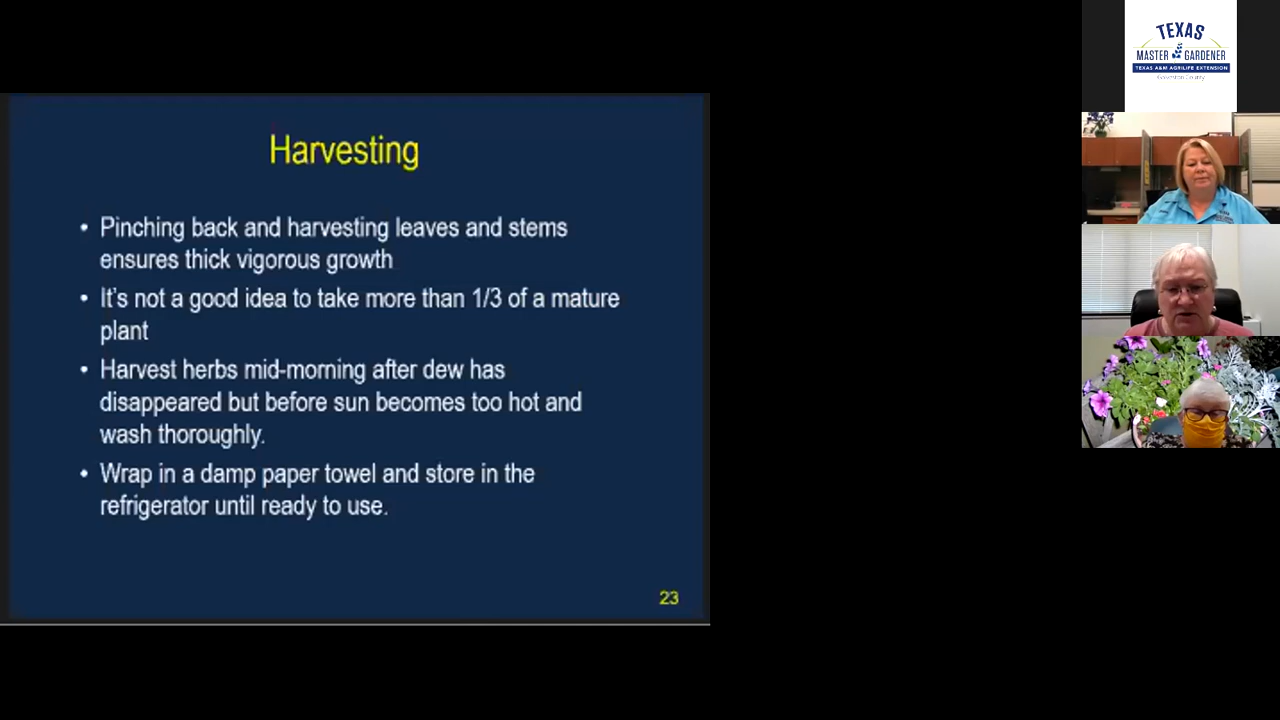 Harvesting
• Pinching back and harvesting leaves and stems
ensures thick vigorous growth
• It's not a good idea to take more than 1/3 of a mature
plant
• Harvest herbs mid-morning after dew has
disappeared but before sun becomes too hot and
wash thoroughly.
• Wrap in a damp paper towel and store in the
refrigerator until ready to use.
23
TEXAS
MASTER GARDENER
TEXAS A&M AGRILIFE EXTENSION
Galveston County